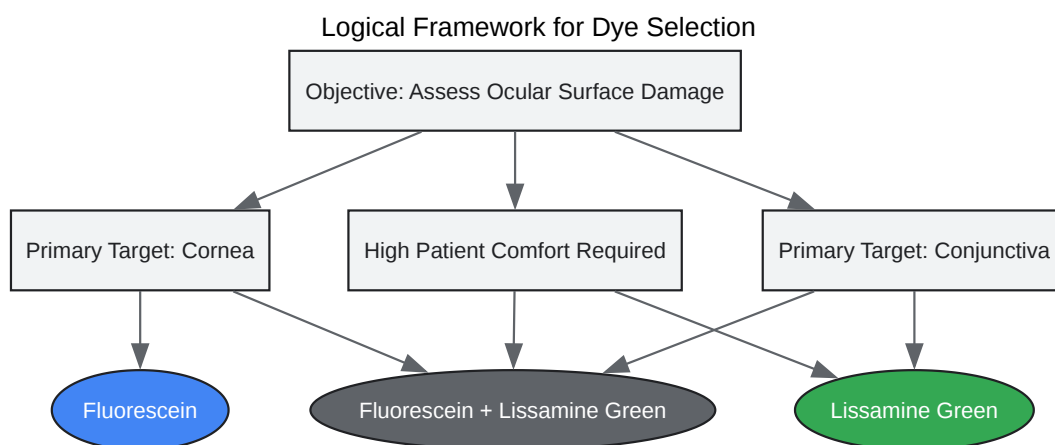 Logical Framework for Dye Selection
Objective: Assess Ocular Surface Damage
Primary Target: Cornea
High Patient Comfort Required
Primary Target: Conjunctiva
Fluorescein
Fluorescein + Lissamine Green
Lissamine Green